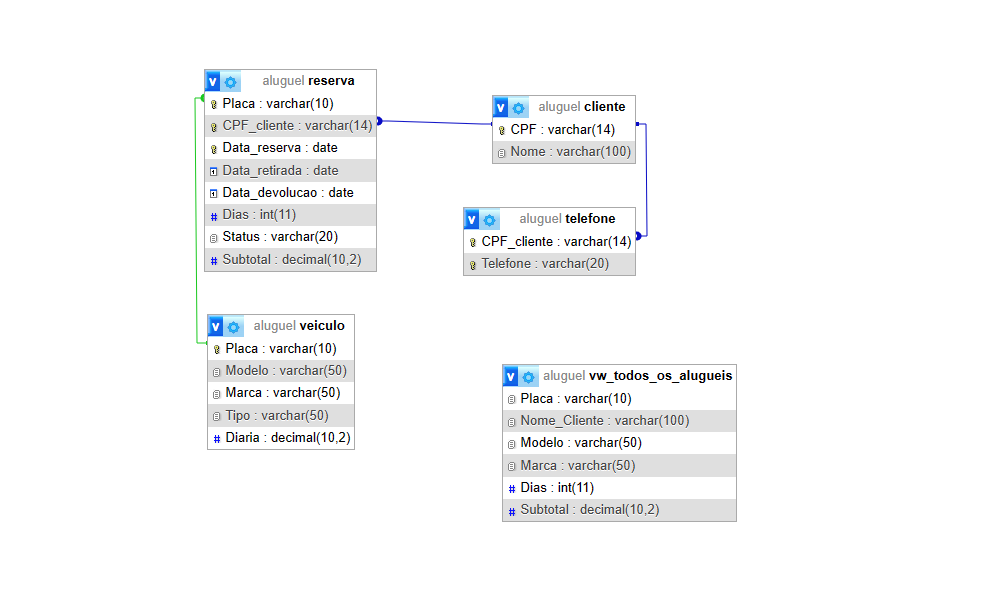 aluguel reserva
Placa : varchar(10)
CPF_cliente : varchar(14)
Data_reserva : date
Data_retirada : date
Data_devolucao : date
Dias : int(11)
Status : varchar(20)
Subtotal : decimal(10,2)
aluguel cliente
CPF : varchar(14)
Nome : varchar(100)
aluguel telefone
CPF_cliente : varchar(14)
Telefone : varchar(20)
aluguel veiculo
Placa : varchar(10)
Modelo : varchar(50)
Marca : varchar(50)
Tipo : varchar(50)
Diaria : decimal(10,2)
aluguel vw_todos_os_alugueis
Placa : varchar(10)
Nome_Cliente : varchar(100)
Modelo : varchar(50)
Marca : varchar(50)
Dias : int(11)
Subtotal : decimal(10,2)